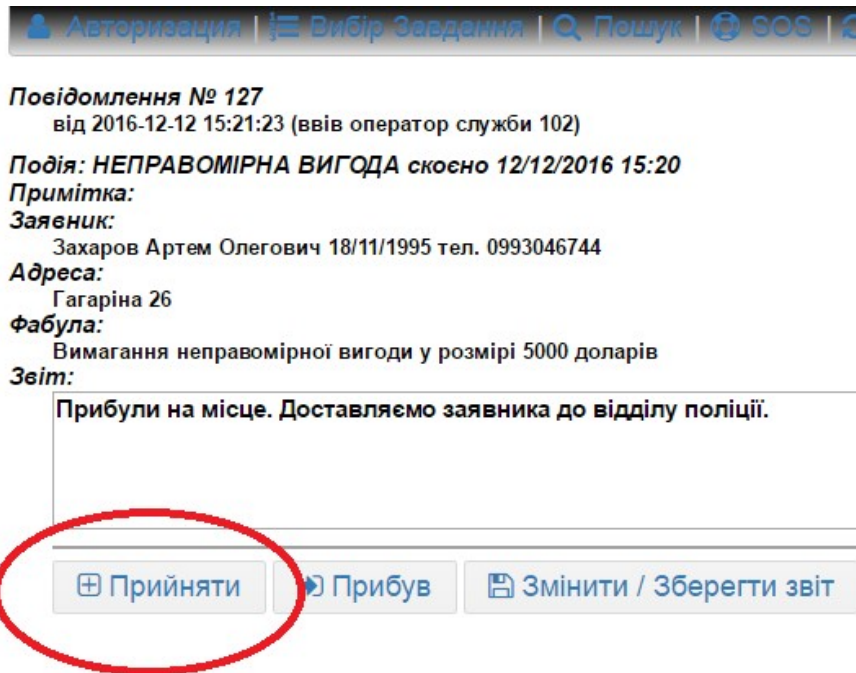 Авторизация | Вибір Завдання | Пошук | SOS |
Повідомлення № 127
від 2016-12-12 15:21:23 (ввів оператор служби 102)
Подія: НЕПРАВОМІРНА ВИГОДА скоєно 12/12/2016 15:20
Примітка:
Заявник:
Захаров Артем Олегович 18/11/1995 тел. 0993046744
Адреса:
Гагаріна 26
Фабула:
Вимагання неправомірної вигоди у розмірі 5000 доларів
Звіт:
Прибули на місце. Доставляємо заявника до відділу поліції.
Прийняти Прибув Змінити / Зберегти звіт